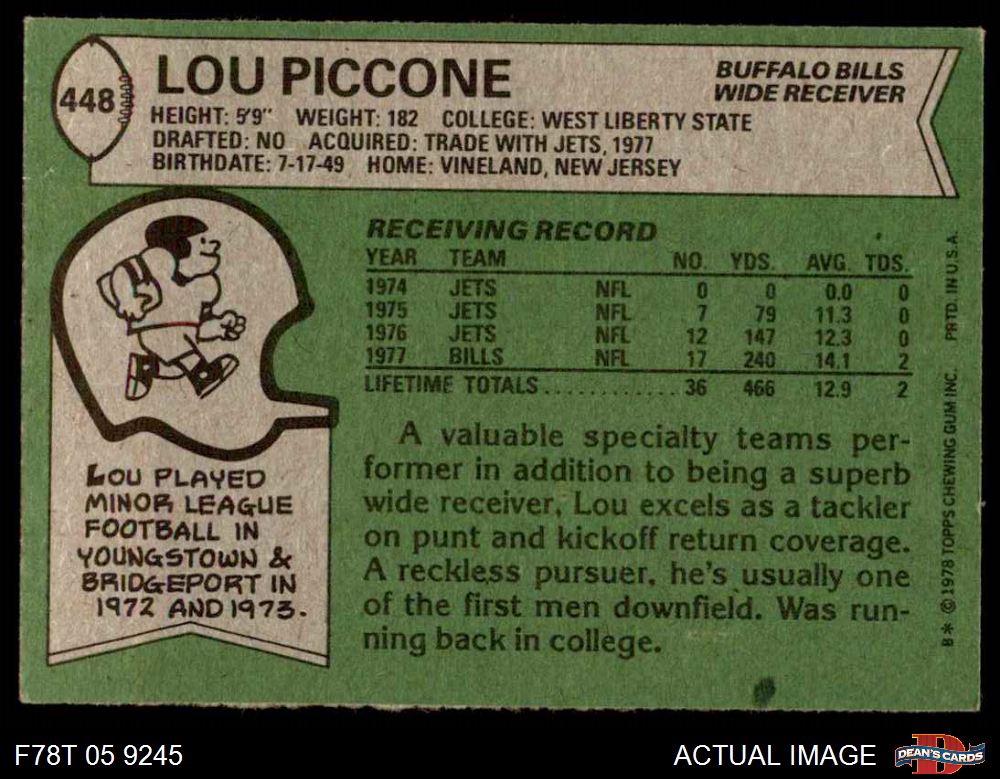 448
LOU PICCONE
BUFFALO BILLS
WIDE RECEIVER
HEIGHT: 5'9" WEIGHT: 182 COLLEGE: WEST LIBERTY STATE
DRAFTED: NO ACQUIRED: TRADE WITH JETS, 1977
BIRTHDATE: 7-17-49 HOME: VINELAND, NEW JERSEY
RECEIVING RECORD
YEAR TEAM NO. YDS. AVG. TDS.
1974 JETS NFL 0 0 0.0 0
1975 JETS NFL 7 79 11.3 0
1976 JETS NFL 12 147 12.3 0
1977 BILLS NFL 17 240 14.1 2
LIFETIME TOTALS............ 36 466 12.9 2
LOU PLAYED
MINOR LEAGUE
FOOTBALL IN
YOUNGSTOWN &
BRIDGEPORT IN
1972 AND 1973.
A valuable specialty teams per-
former in addition to being a superb
wide receiver, Lou excels as a tackler
on punt and kickoff return coverage.
A reckless pursuer, he's usually one
of the first men downfield. Was run-
ning back in college.
B* © 1978 TOPPS CHEWING GUM INC. PRTD. IN U.S.A.
F78T 05 9245
ACTUAL IMAGE
DEAN'S CARDS